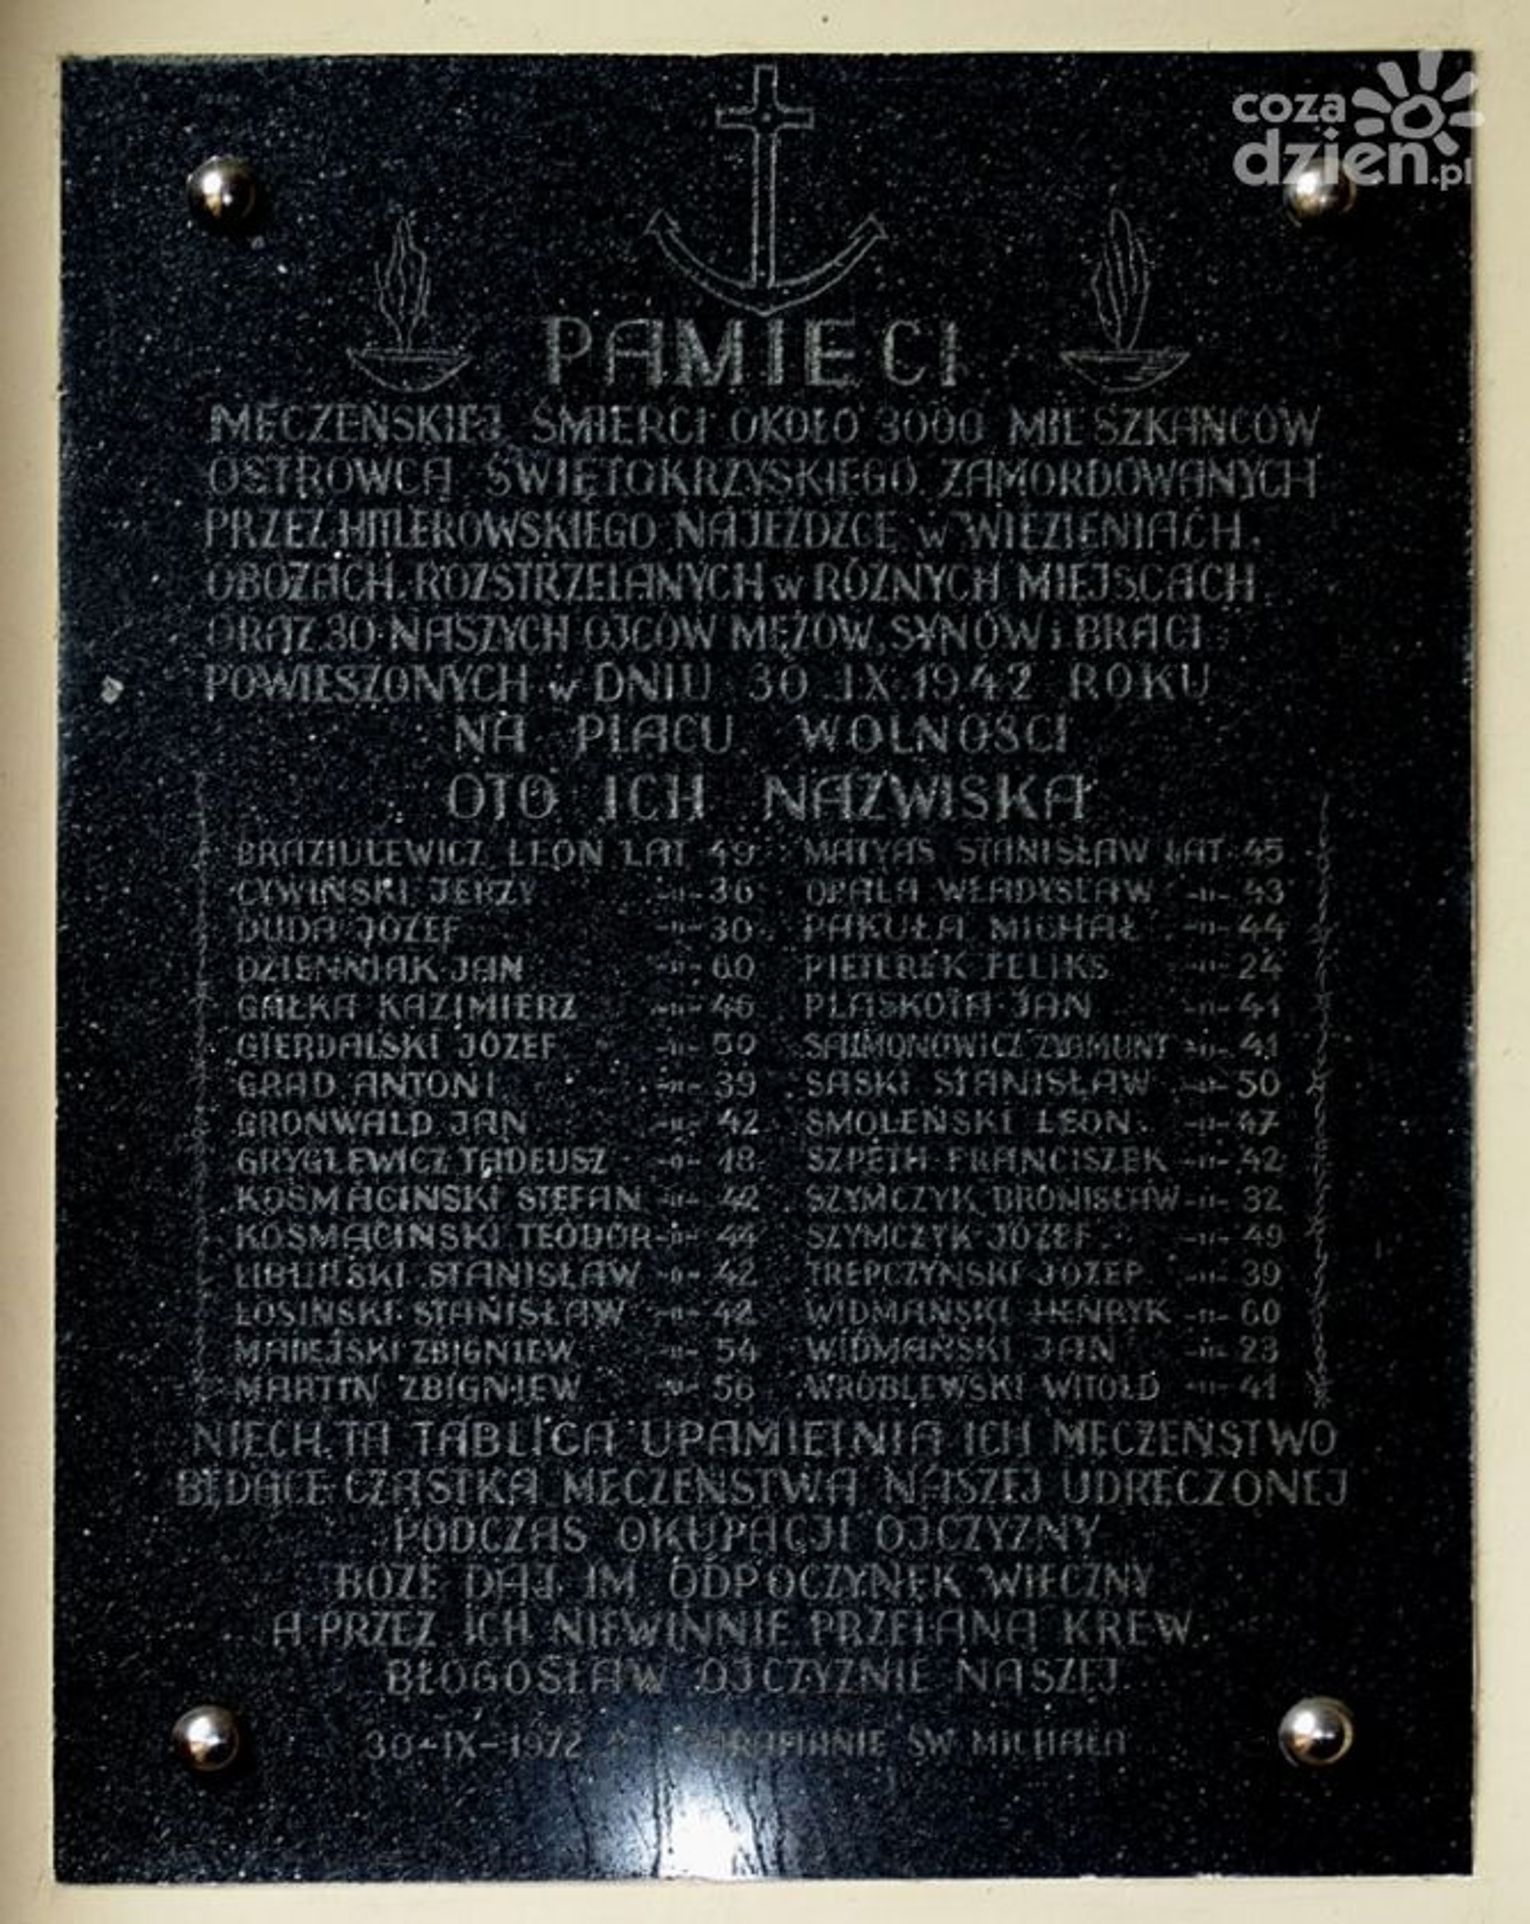 coza
dzien.pl
PAMIĘCI
MĘCZEŃSKIEJ ŚMIERCI OKOŁO 3000 MIESZKAŃCÓW
OSTROWCA ŚWIĘTOKRZYSKIEGO ZAMORDOWANYCH
PRZEZ HITLEROWSKIEGO NAJEŹDZCĘ w WIĘZIENIACH.
OBOZACH, ROZSTRZELANYCH w RÓŻNYCH MIEJSCACH
ORAZ 30 NASZYCH OJCÓW MĘŻÓW, SYNÓW i BRACI
POWIESZONYCH w DNIU 30 IX 1942 ROKU
NA PLACU WOLNOŚCI
OTO ICH NAZWISKA
BRAZIULEWICZ LEON LAT 49 MATYAS STANISŁAW LAT 45
CYWIŃSKI JERZY -"- 36 OPALA WŁADYSŁAW -"- 43
DUDA JÓZEF -"- 30 PAKUŁA MICHAŁ -"- 44
DZIENNIAK JAN -"- 60 PIETEREK FELIKS -"- 24
GAŁKA KAZIMIERZ -"- 46 PLASKOTA JAN -"- 41
GIERDALSKI JÓZEF -"- 50 SAJMONOWICZ ZYGMUNT -"- 41
GRAD ANTONI -"- 39 SASKI STANISŁAW -"- 50
GRONWALD JAN -"- 42 SMOLEŃSKI LEON -"- 47
GRYGLEWICZ TADEUSZ -"- 48 SZPETH FRANCISZEK -"- 42
KOSMACIŃSKI STEFAN -"- 42 SZYMCZYK BRONISŁAW -"- 32
KOSMACIŃSKI TEODOR -"- 44 SZYMCZYK JÓZEF -"- 49
STANISŁAW -"- 42 TREPCZYŃSKI JÓZEF -"- 39
ŁOSIŃSKI STANISŁAW -"- 42 WIDMAŃSKI HENRYK -"- 60
MADEJSKI ZBIGNIEW -"- 54 WIDMAŃSKI JAN -"- 23
MARTIN ZBIGNIEW -"- 56 WRÓBLEWSKI WITOLD -"- 41
NIECH TA TABLICA UPAMIĘTNIA ICH MĘCZEŃSTWO
BĘDĄCE CZĄSTKĄ MĘCZEŃSTWA NASZEJ UDRĘCZONEJ
PODCZAS OKUPACJI OJCZYZNY
BOŻE DAJ IM ODPOCZYNEK WIECZNY
A PRZEZ ICH NIEWINNIE PRZELANĄ KREW
BŁOGOSŁAW OJCZYŹNIE NASZEJ
30-IX-1972 PARAFIANIE ŚW MICHAŁA